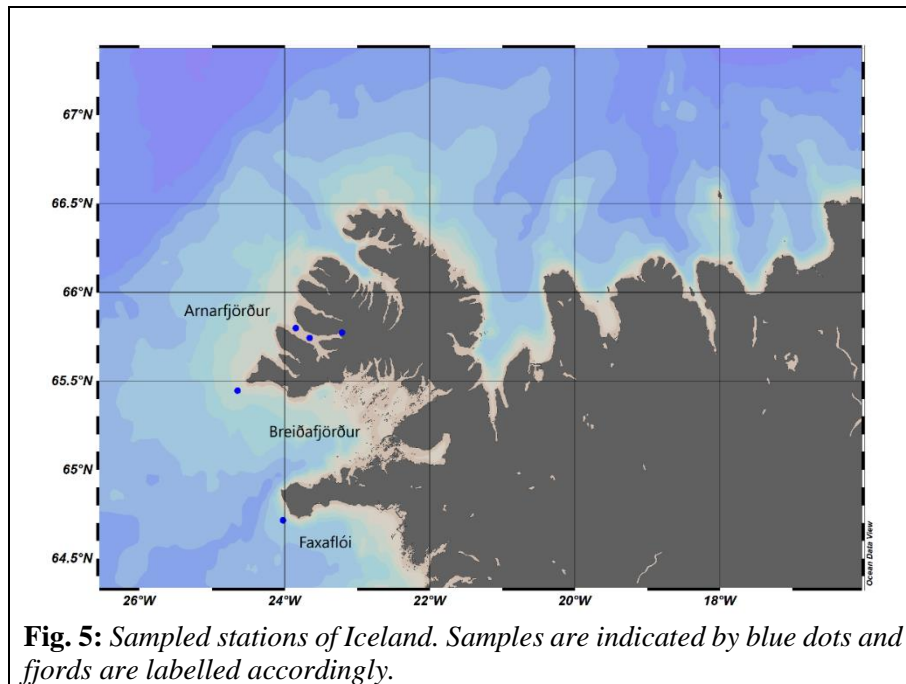 67°N
66.5°N
66°N
65.5°N
65°N
64.5°N
Arnarfjörður
Breiðafjörður
Faxaflói
26°W 24°W 22°W 20°W 18°W
Ocean Data View
Fig. 5: Sampled stations of Iceland. Samples are indicated by blue dots and
fjords are labelled accordingly.